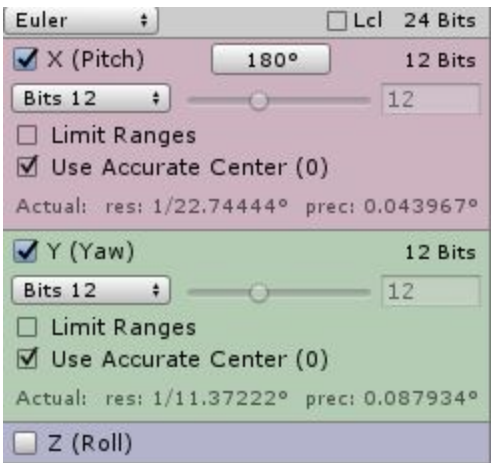 Euler Lcl 24 Bits
X (Pitch) 180° 12 Bits
Bits 12 12
Limit Ranges
Use Accurate Center (0)
Actual: res: 1/22.74444° prec: 0.043967°
Y (Yaw) 12 Bits
Bits 12 12
Limit Ranges
Use Accurate Center (0)
Actual: res: 1/11.37222° prec: 0.087934°
Z (Roll)